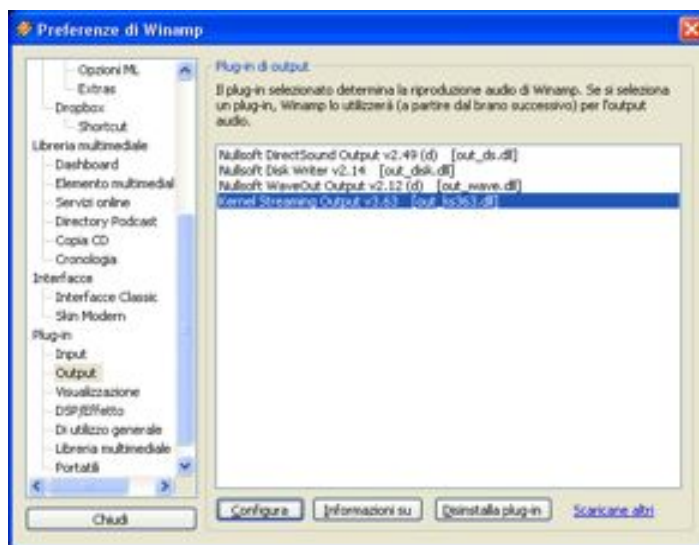 Preferenze di Winamp
Opzioni ML
Extras
Dropbox
Shortcut
Libreria multimediale
Dashboard
Elemento multimedial
Servizi online
Directory Podcast
Copia CD
Cronologia
Interfacce
Interfacce Classic
Skin Modern
Plug-in
Input
Output
Visualizzazione
DSP/Effetto
Di utilizzo generale
Libreria multimediale
Portatili
Chiudi
Plug-in di output
Il plug-in selezionato determina la riproduzione audio di Winamp. Se si seleziona
un plug-in, Winamp lo utilizzerà (a partire dal brano successivo) per l'output
audio.
Nullsoft DirectSound Output v2.49 (d) [out_ds.dll]
Nullsoft Disk Writer v2.14 [out_disk.dll]
Nullsoft WaveOut Output v2.12 (d) [out_wave.dll]
Kernel Streaming Output v3.63 [out_ks363.dll]
Configura
Informazioni su
Disinstalla plug-in
Scaricane altri